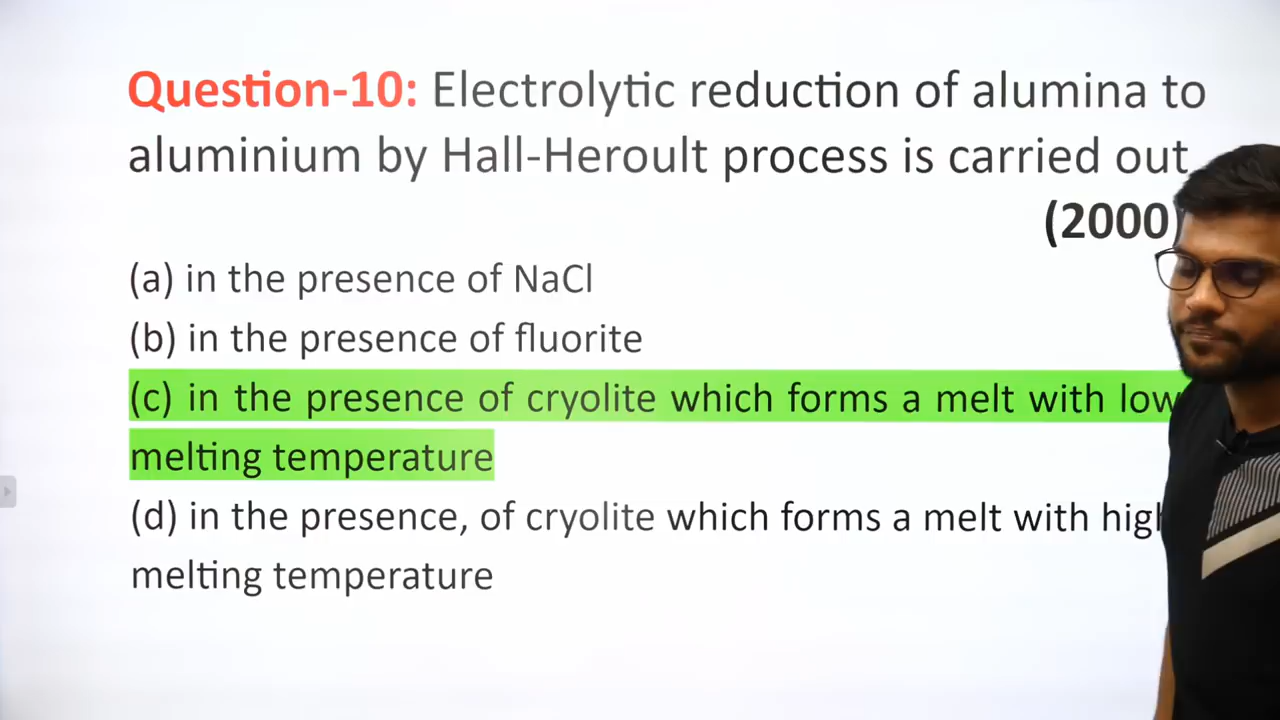 Question-10: Electrolytic reduction of alumina to
aluminium by Hall-Heroult process is carried out
(2000)
(a) in the presence of NaCl
(b) in the presence of fluorite
(c) in the presence of cryolite which forms a melt with low
melting temperature
(d) in the presence, of cryolite which forms a melt with high
melting temperature